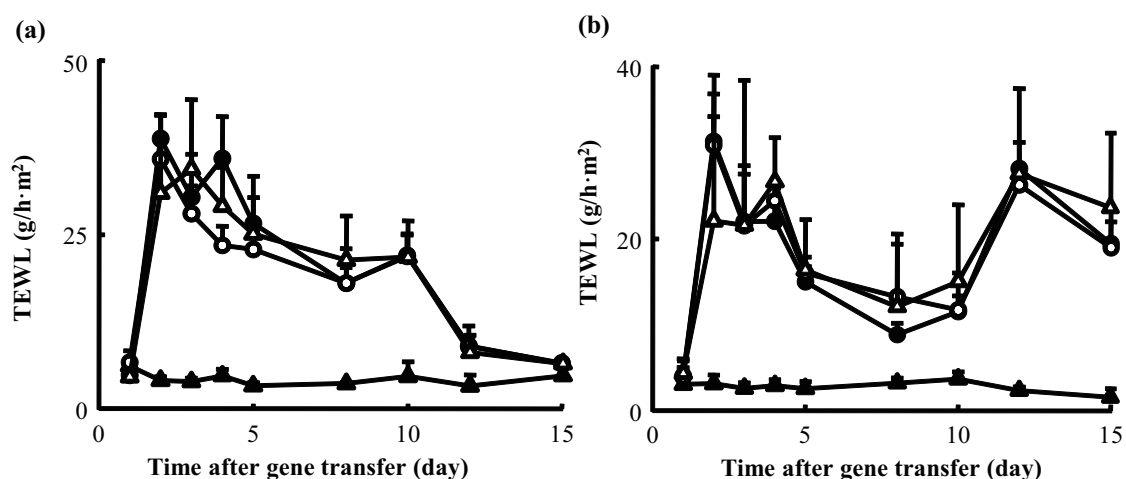 (a)
TEWL (g/h·m²)
50
25
0
0 5 10 15
Time after gene transfer (day)
(b)
TEWL (g/h·m²)
40
20
0
0 5 10 15
Time after gene transfer (day)